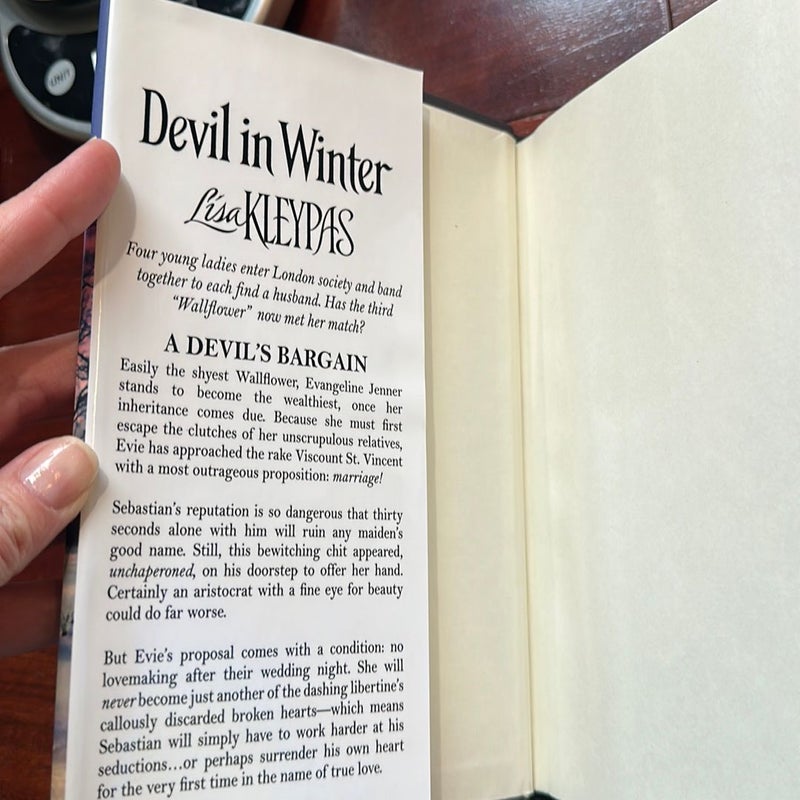 UNIT
Devil in Winter
Lisa KLEYPAS
Four young ladies enter London society and band
together to each find a husband. Has the third
“Wallflower” now met her match?
A DEVIL’S BARGAIN
Easily the shyest Wallflower, Evangeline Jenner
stands to become the wealthiest, once her
inheritance comes due. Because she must first
escape the clutches of her unscrupulous relatives,
Evie has approached the rake Viscount St. Vincent
with a most outrageous proposition: marriage!
Sebastian’s reputation is so dangerous that thirty
seconds alone with him will ruin any maiden’s
good name. Still, this bewitching chit appeared,
unchaperoned, on his doorstep to offer her hand.
Certainly an aristocrat with a fine eye for beauty
could do far worse.
But Evie’s proposal comes with a condition: no
lovemaking after their wedding night. She will
never become just another of the dashing libertine’s
callously discarded broken hearts—which means
Sebastian will simply have to work harder at his
seductions…or perhaps surrender his own heart
for the very first time in the name of true love.